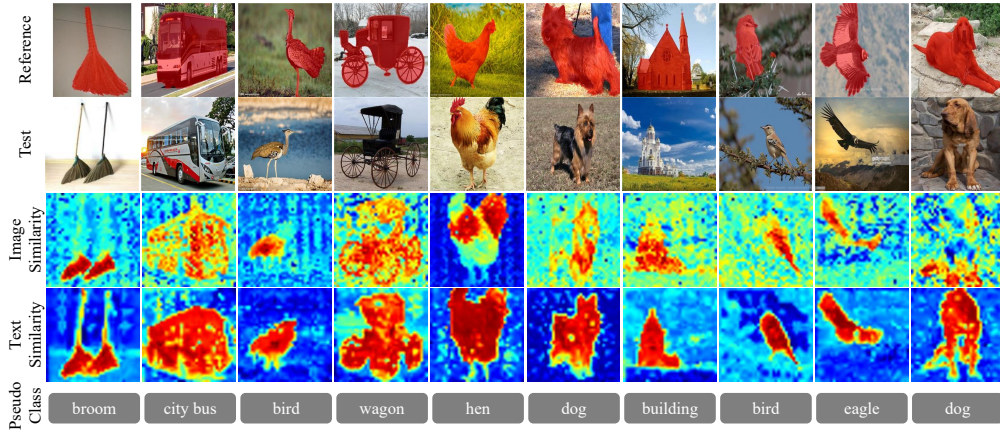 Reference
Test
Image
Similarity
Text
Similarity
Pseudo
Class
broom
city bus
bird
wagon
hen
dog
building
bird
eagle
dog